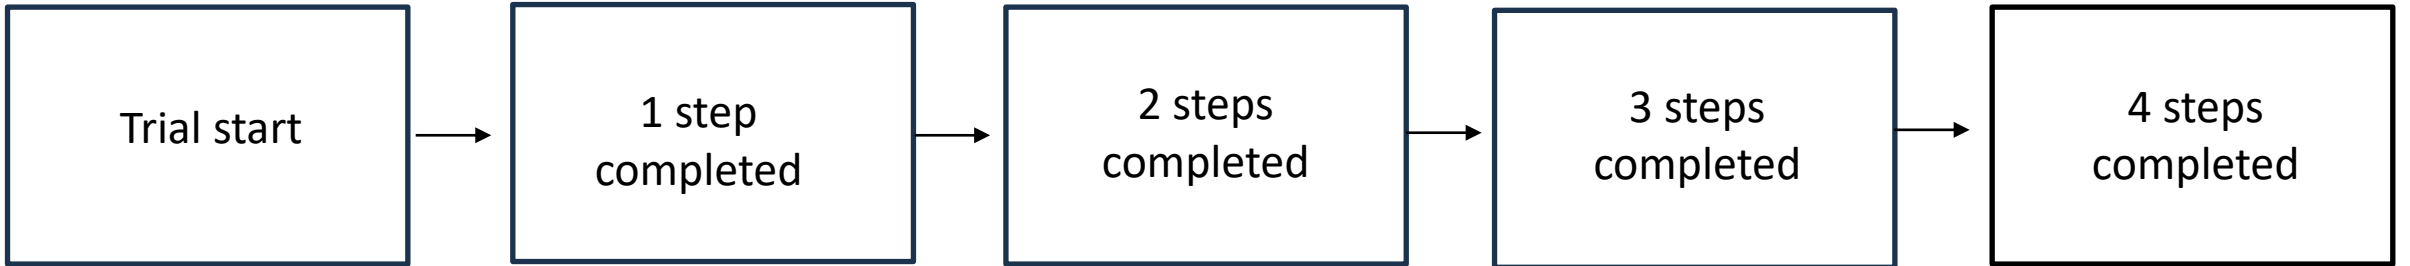 Trial start
1 step
completed
2 steps
completed
3 steps
completed
4 steps
completed